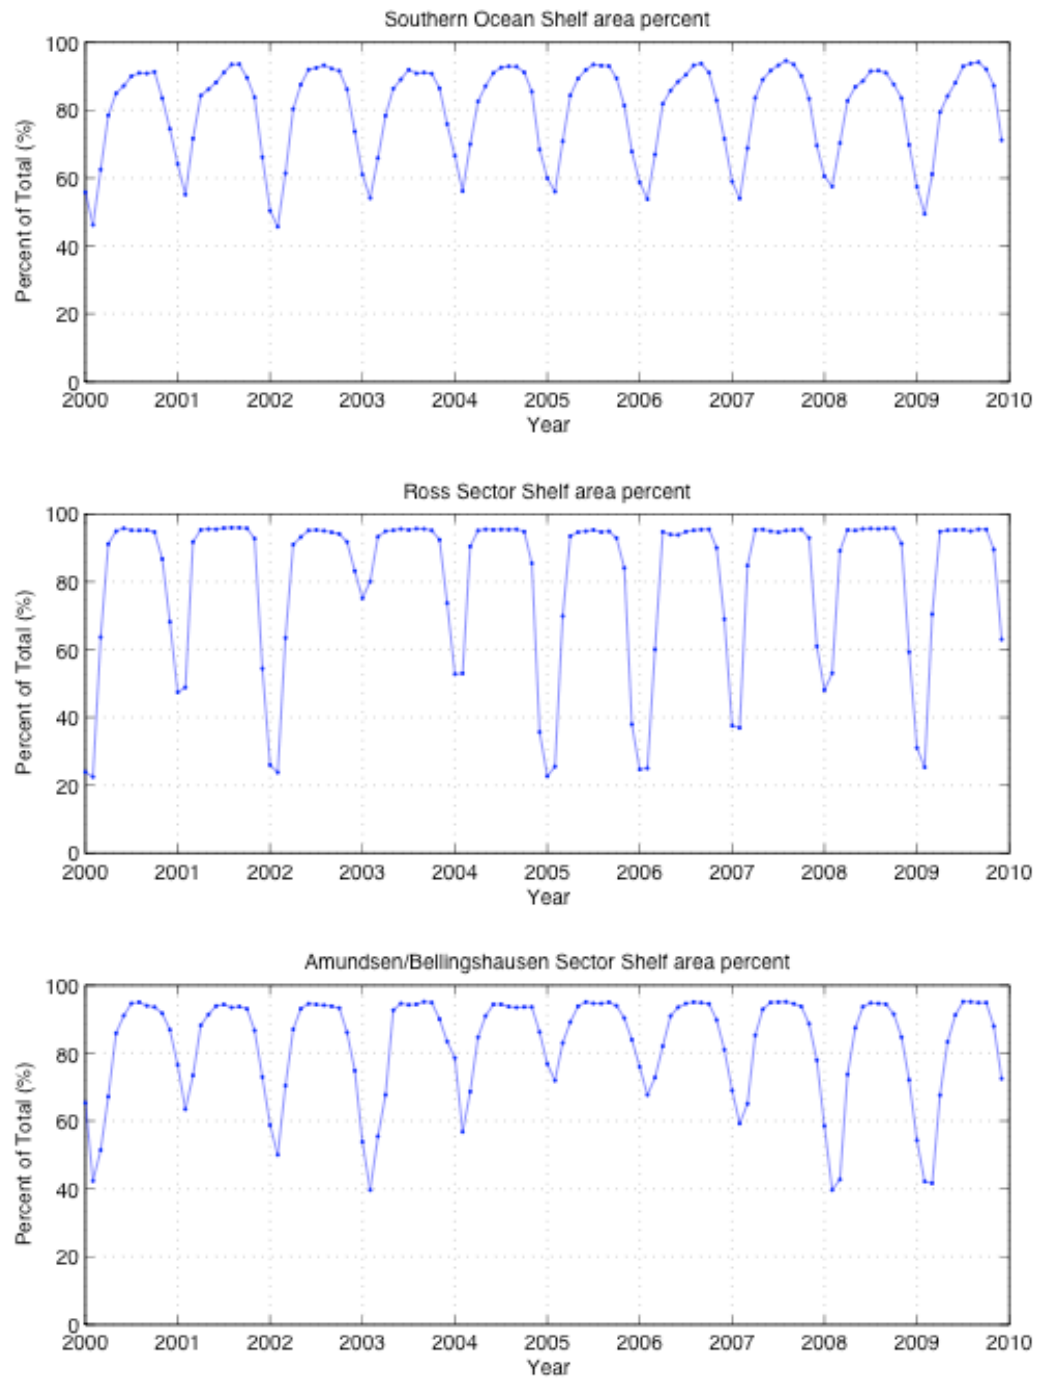 Southern Ocean Shelf area percent
100
80
60
40
20
0
Percent of Total (%)
2000 2001 2002 2003 2004 2005 2006 2007 2008 2009 2010
Year
Ross Sector Shelf area percent
100
80
60
40
20
0
Percent of Total (%)
2000 2001 2002 2003 2004 2005 2006 2007 2008 2009 2010
Year
Amundsen/Bellingshausen Sector Shelf area percent
100
80
60
40
20
0
Percent of Total (%)
2000 2001 2002 2003 2004 2005 2006 2007 2008 2009 2010
Year